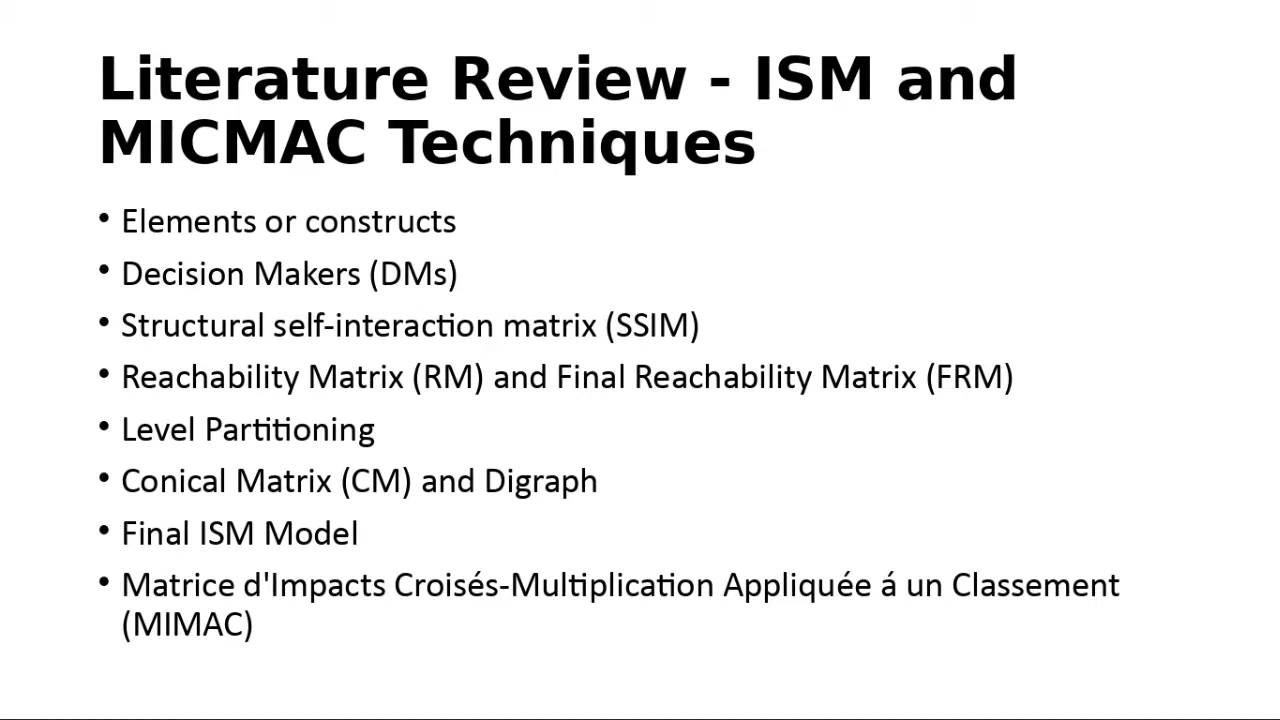 Literature Review - ISM and
MICMAC Techniques
• Elements or constructs
• Decision Makers (DMs)
• Structural self-interaction matrix (SSIM)
• Reachability Matrix (RM) and Final Reachability Matrix (FRM)
• Level Partitioning
• Conical Matrix (CM) and Digraph
• Final ISM Model
• Matrice d'Impacts Croisés-Multiplication Appliquée á un Classement
(MIMAC)